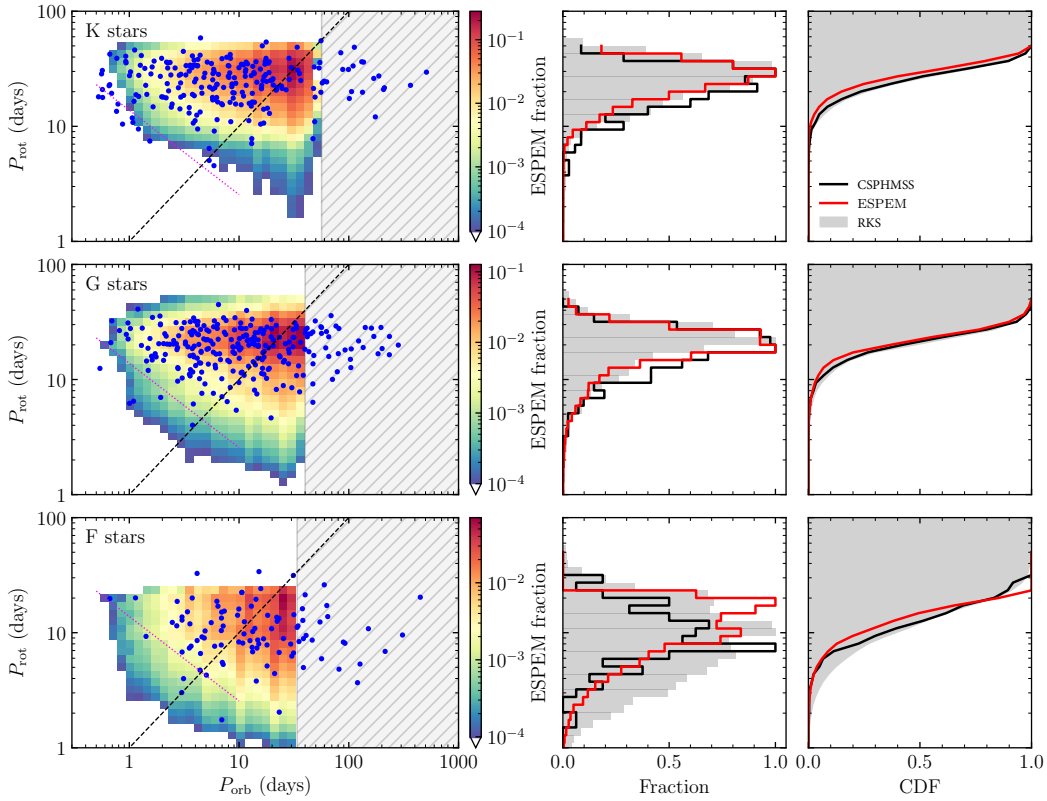 K stars
100
10
1
P_rot (days)
10^−1
10^−2
10^−3
10^−4
ESPEM fraction
CSPHMSS
ESPEM
RKS
G stars
100
10
1
P_rot (days)
10^−1
10^−2
10^−3
10^−4
ESPEM fraction
F stars
100
10
1
P_rot (days)
10^−2
10^−3
10^−4
ESPEM fraction
1 10 100 1000
P_orb (days)
0.0 0.5 1.0
Fraction
0.0 0.5 1.0
CDF